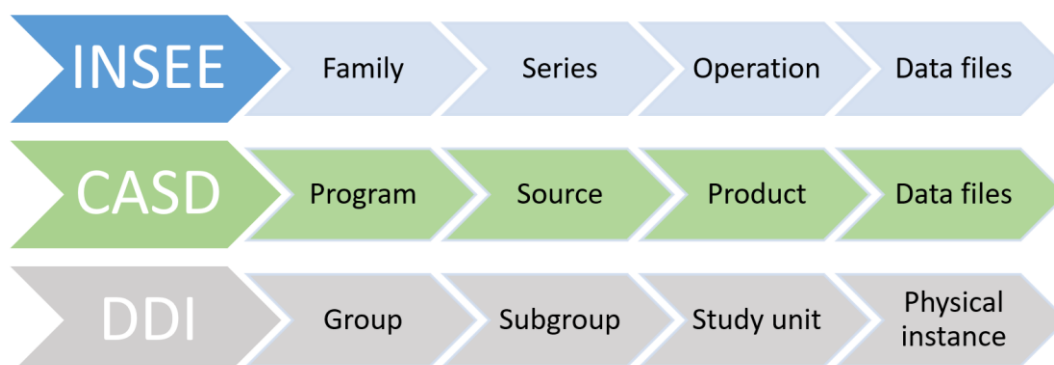 INSEE Family Series Operation Data files
CASD Program Source Product Data files
DDI Group Subgroup Study unit Physical
instance